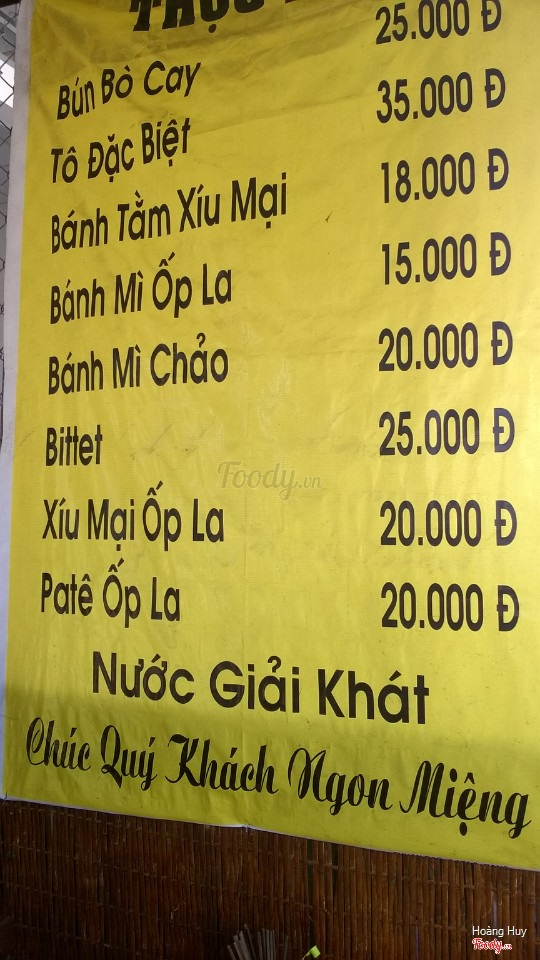 THỰC
Bún Bò Cay 25.000 Đ
Tô Đặc Biệt 35.000 Đ
Bánh Tằm Xíu Mại 18.000 Đ
Bánh Mì Ốp La 15.000 Đ
Bánh Mì Chảo 20.000 Đ
Bittet 25.000 Đ
Foody.vn
Xíu Mại Ốp La 20.000 Đ
Patê Ốp La 20.000 Đ
Nước Giải Khát
Chúc Quý Khách Ngon Miệng
Hoàng Huy
Foody.vn